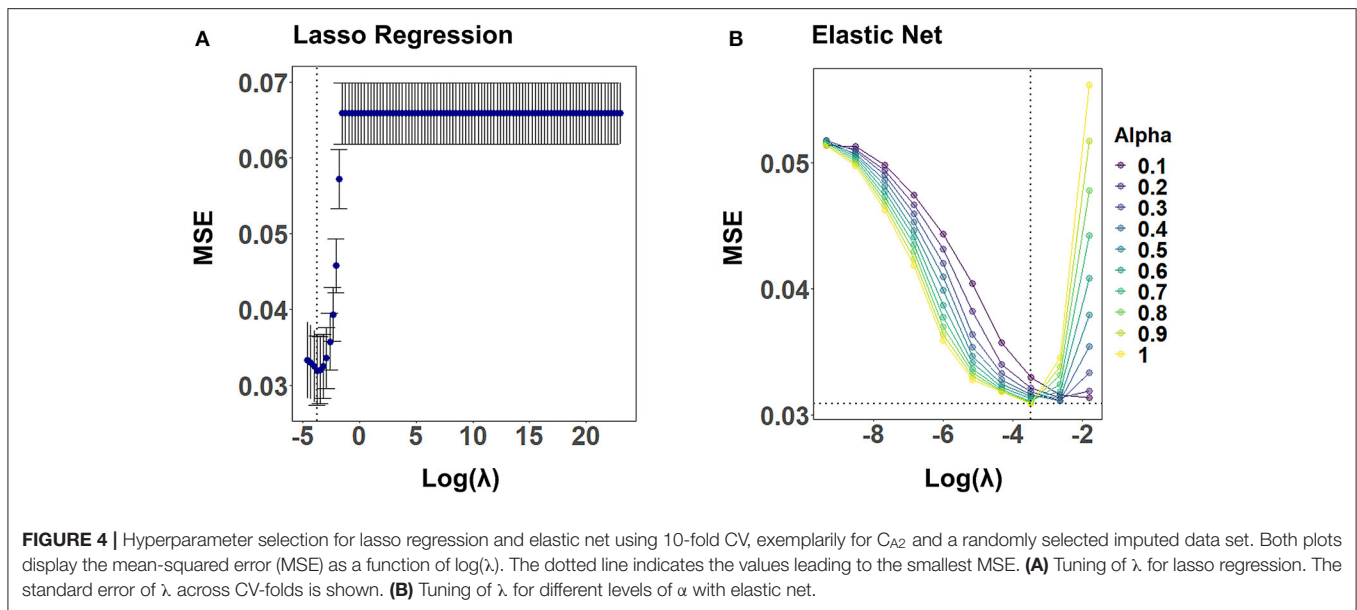 A Lasso Regression
0.07
0.06
0.05
0.04
0.03
MSE
-5 0 5 10 15 20
Log(λ)
B Elastic Net
0.05
0.04
0.03
MSE
-8 -6 -4 -2
Log(λ)
Alpha
0.1
0.2
0.3
0.4
0.5
0.6
0.7
0.8
0.9
1
FIGURE 4 | Hyperparameter selection for lasso regression and elastic net using 10-fold CV, exemplarily for C_A2 and a randomly selected imputed data set. Both plots
display the mean-squared error (MSE) as a function of log(λ). The dotted line indicates the values leading to the smallest MSE. (A) Tuning of λ for lasso regression. The
standard error of λ across CV-folds is shown. (B) Tuning of λ for different levels of α with elastic net.